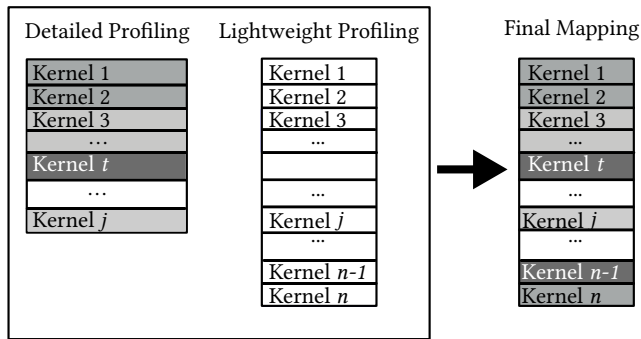 Detailed Profiling
Kernel 1
Kernel 2
Kernel 3
...
Kernel t
...
Kernel j
Lightweight Profiling
Kernel 1
Kernel 2
Kernel 3
...
...
Kernel j
...
Kernel n-1
Kernel n
Final Mapping
Kernel 1
Kernel 2
Kernel 3
...
Kernel t
...
Kernel j
...
Kernel n-1
Kernel n